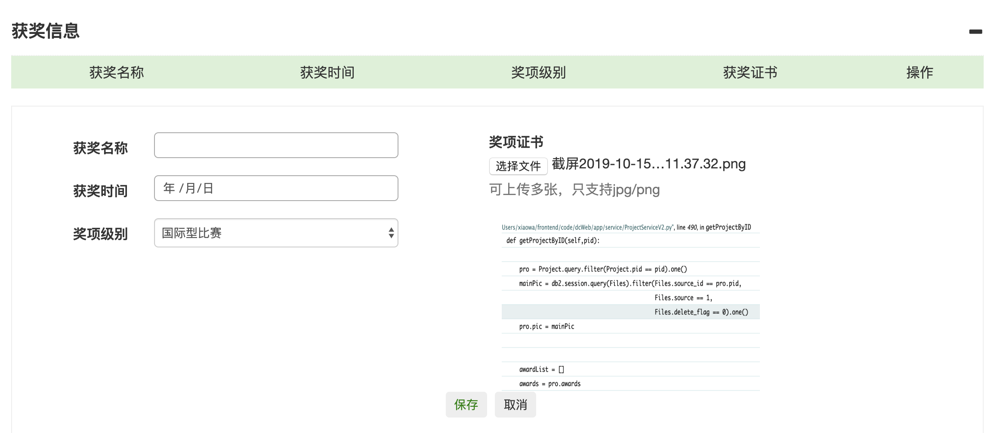 获奖信息
获奖名称 获奖时间 奖项级别 获奖证书 操作
获奖名称
获奖时间 年 /月/日
奖项级别 国际型比赛
奖项证书
选择文件 截屏2019-10-15...11.37.32.png
可上传多张，只支持jpg/png
Users/xiaowa/frontend/code/dcWeb/app/service/ProjectServiceV2.py", line 490, in getProjectByID
def getProjectByID(self,pid):
pro = Project.query.filter(Project.pid == pid).one()
mainPic = db2.session.query(Files).filter(Files.source_id == pro.pid,
Files.source == 1,
Files.delete_flag == 0).one()
pro.pic = mainPic
awardList = []
awards = pro.awards
保存 取消